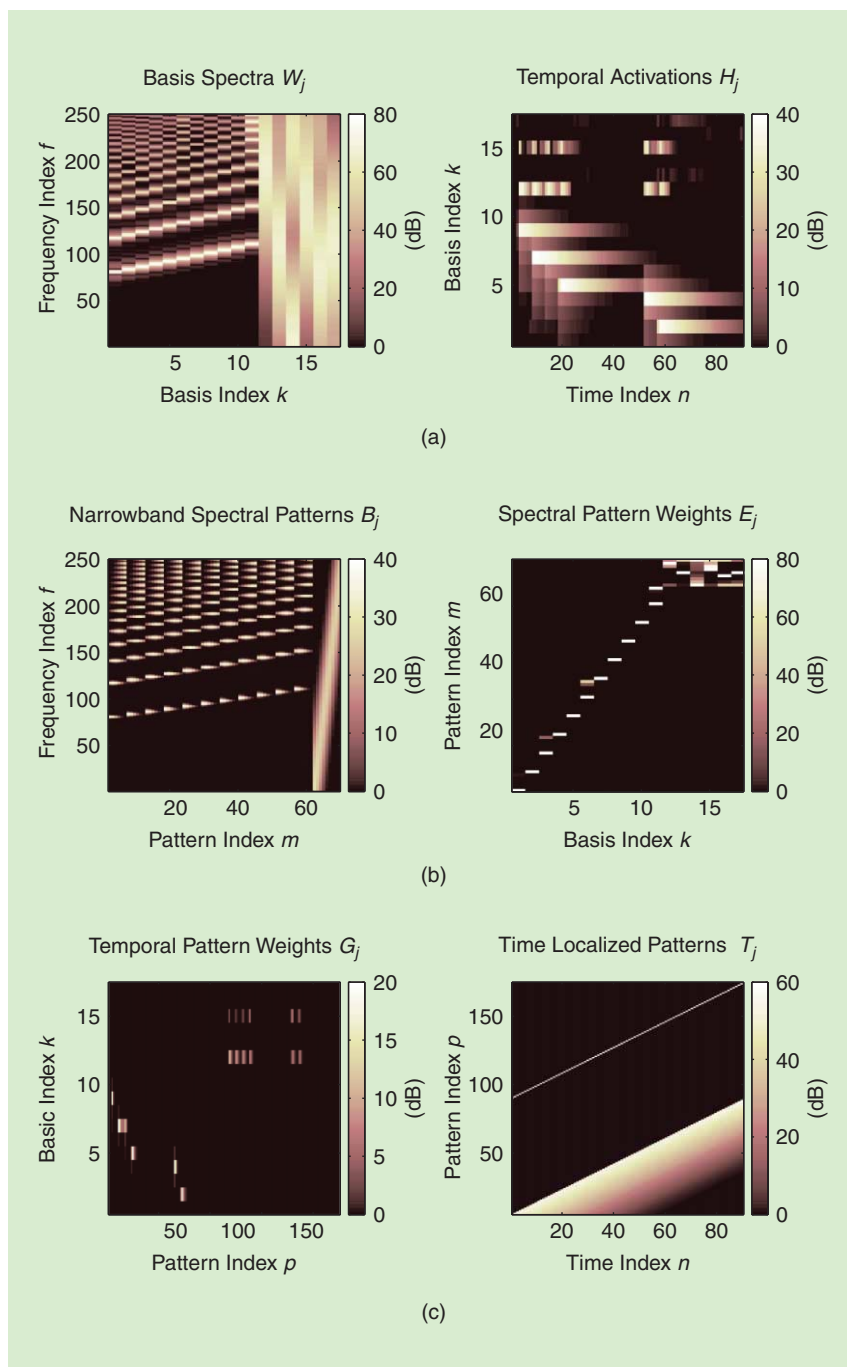 Basis Spectra Wj
Temporal Activations Hj
250
200
150
100
50
Frequency Index f
5 10 15
Basis Index k
80
60
40
20
0
(dB)
15
10
5
Basis Index k
20 40 60 80
Time Index n
40
30
20
10
0
(dB)
(a)
Narrowband Spectral Patterns Bj
Spectral Pattern Weights Ej
250
200
150
100
50
Frequency Index f
20 40 60
Pattern Index m
40
30
20
10
0
(dB)
60
40
20
Pattern Index m
5 10 15
Basis Index k
80
60
40
20
0
(dB)
(b)
Temporal Pattern Weights Gj
Time Localized Patterns Tj
15
10
5
Basic Index k
50 100 150
Pattern Index p
20
15
10
5
0
(dB)
150
100
50
Pattern Index p
20 40 60 80
Time Index n
60
40
20
0
(dB)
(c)